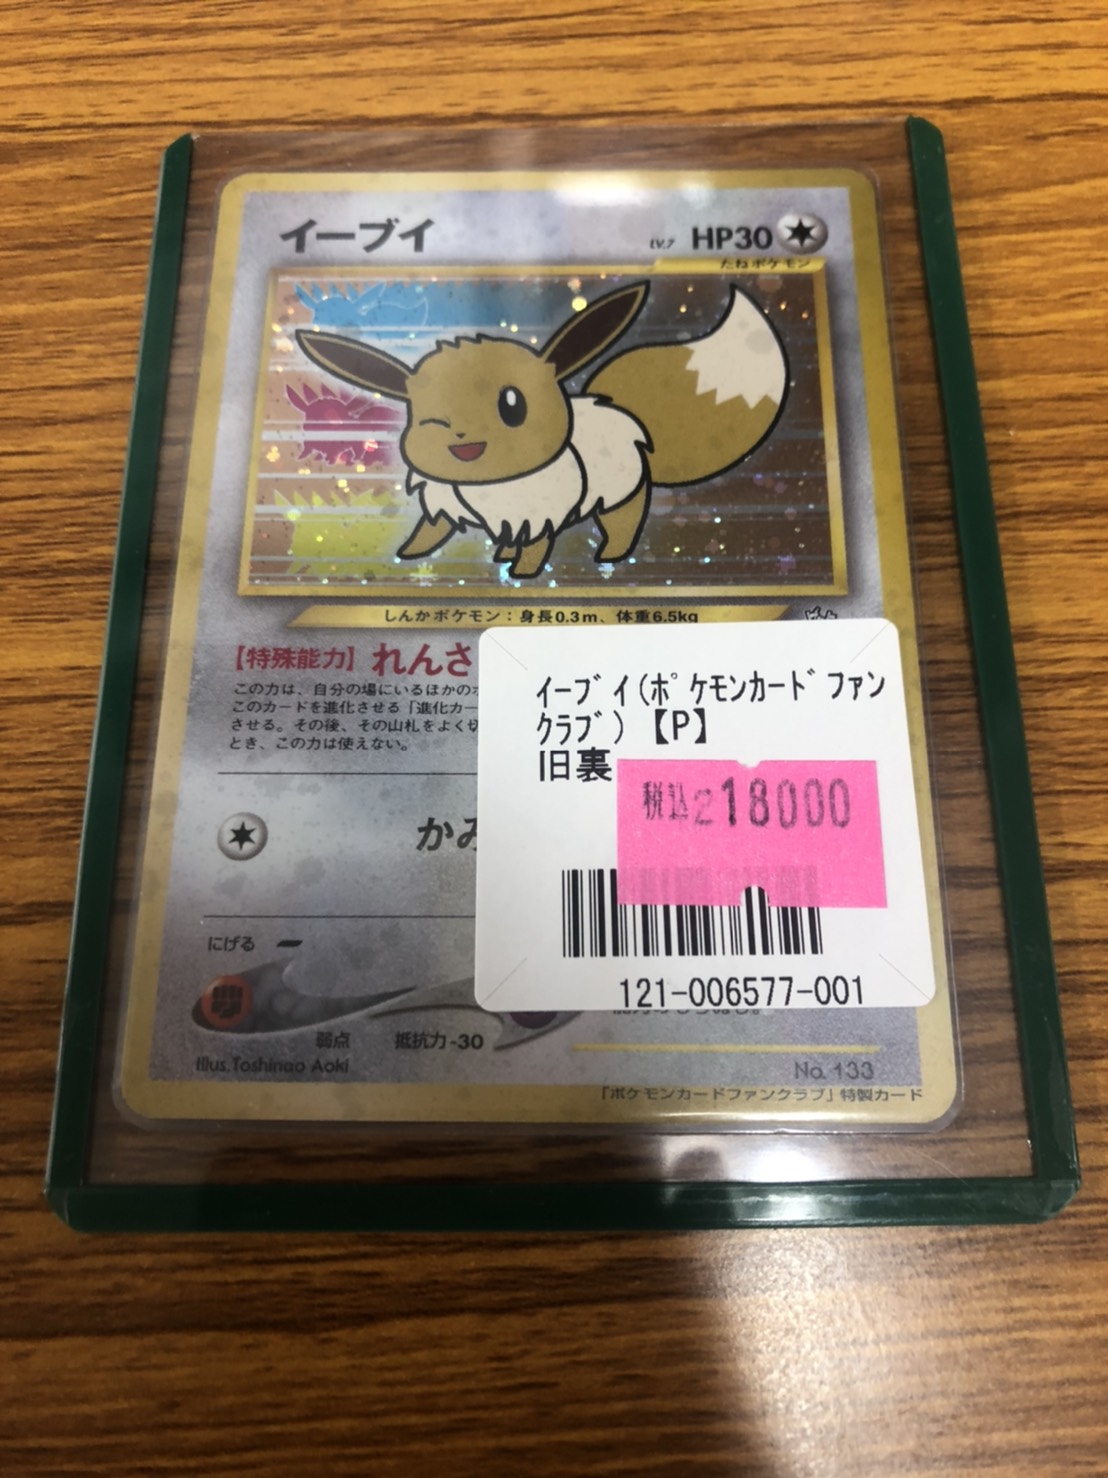 イーブイ
LV.7 HP30
たねポケモン
しんかポケモン：身長0.3m、体重6.5kg
【特殊能力】れんさ
この力は、自分の場にいるほかのポ
このカードを進化させる「進化カー
させる。その後、その山札をよく切
とき、この力は使えない。
かみ
にげる
弱点 抵抗力-30
Illus.Toshinao Aoki
No. 133
「ポケモンカードファンクラブ」特製カード
ｲｰﾌﾞｲ(ﾎﾟｹﾓﾝｶｰﾄﾞﾌｧﾝ
ｸﾗﾌﾞ)【P】
旧裏
税込218000
121-006577-001